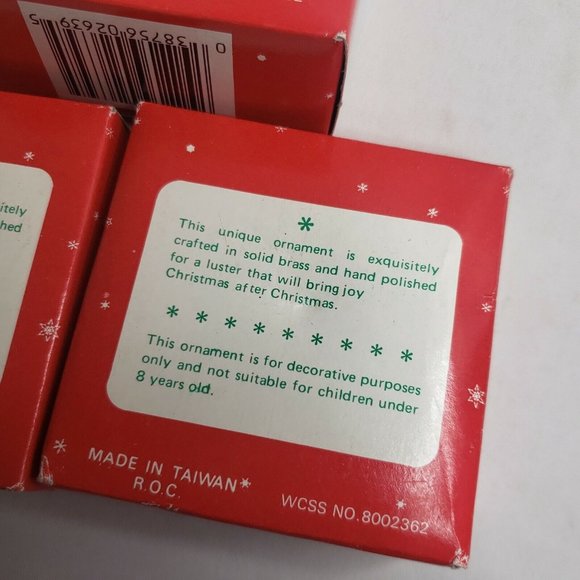 0 38756 02639 5
itely
hed
*
This unique ornament is exquisitely
crafted in solid brass and hand polished
for a luster that will bring joy
Christmas after Christmas.
* * * * * * * * *
This ornament is for decorative purposes
only and not suitable for children under
8 years old.
MADE IN TAIWAN*
R.O.C.
WCSS NO.8002362